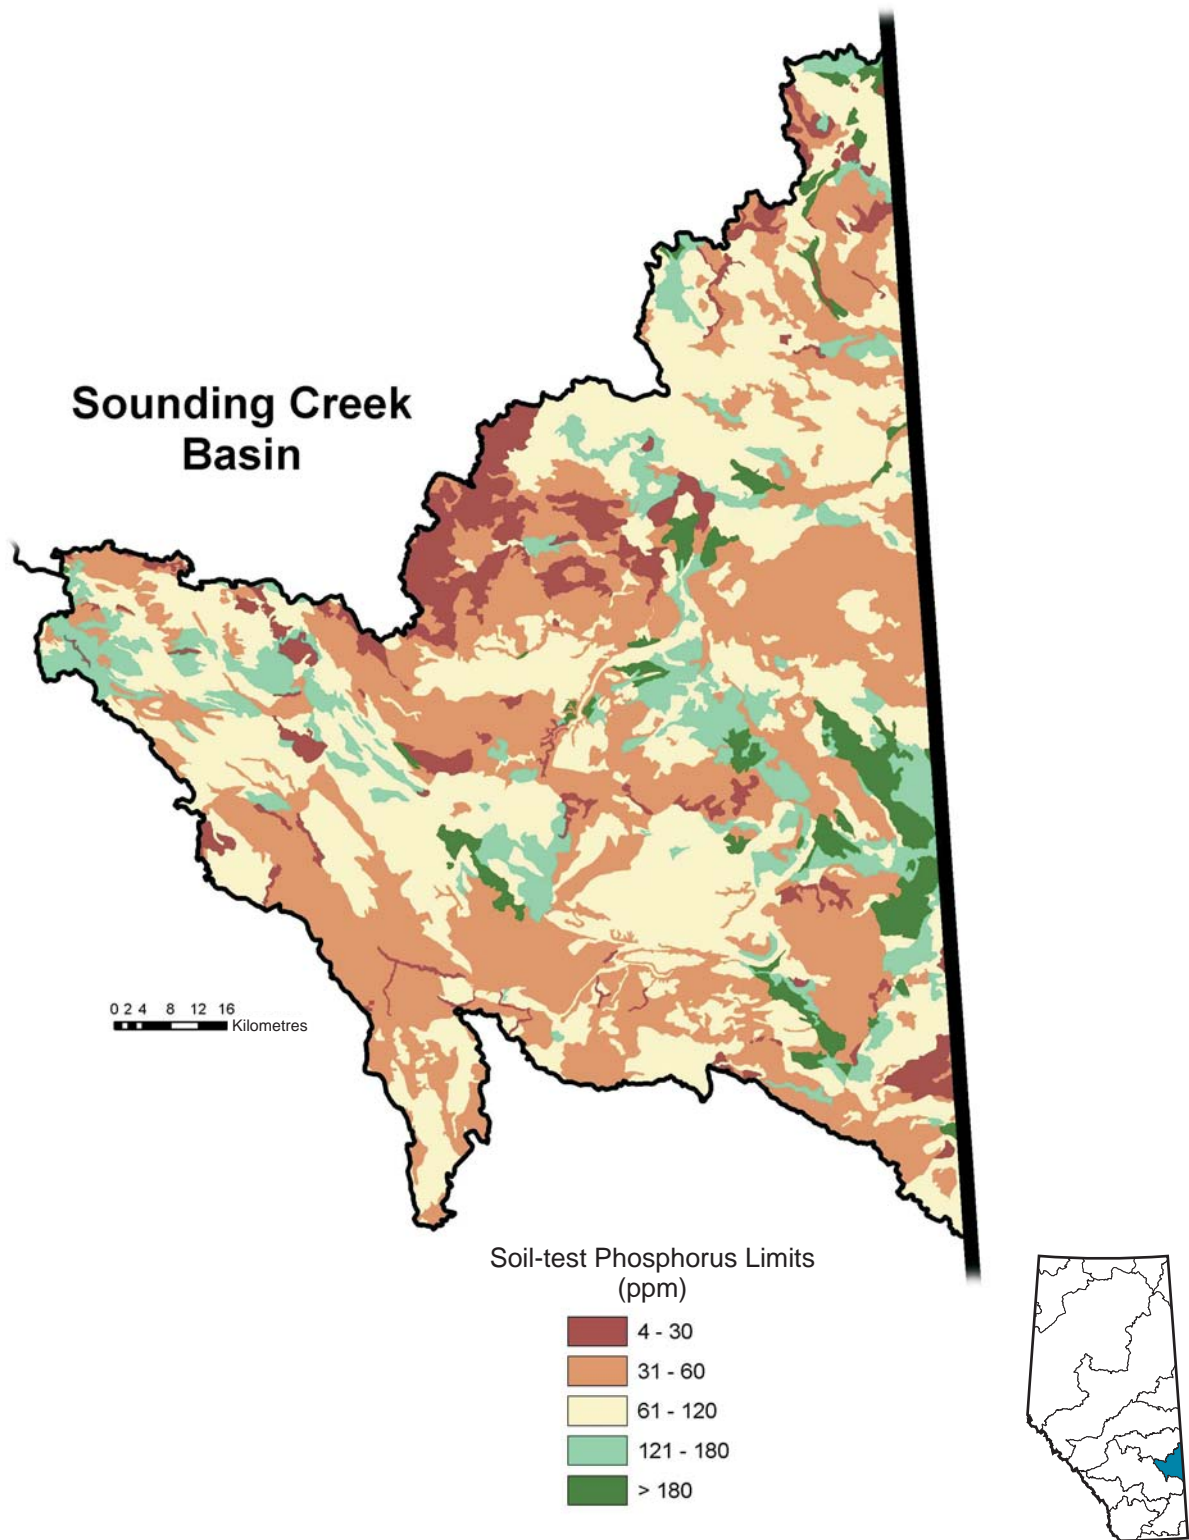 Sounding Creek
Basin
0 2 4 8 12 16
Kilometres
Soil-test Phosphorus Limits
(ppm)
4 - 30
31 - 60
61 - 120
121 - 180
> 180